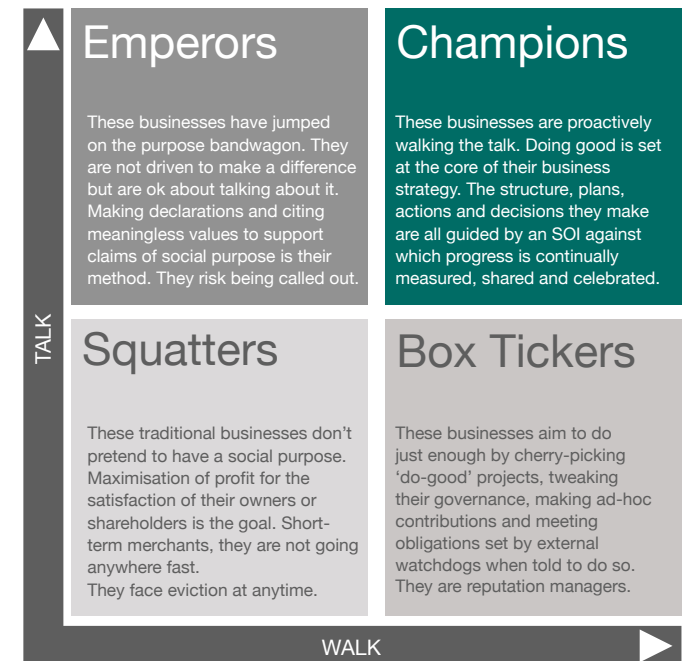 Emperors
These businesses have jumped
on the purpose bandwagon. They
are not driven to make a difference
but are ok about talking about it.
Making declarations and citing
meaningless values to support
claims of social purpose is their
method. They risk being called out.
Champions
These businesses are proactively
walking the talk. Doing good is set
at the core of their business
strategy. The structure, plans,
actions and decisions they make
are all guided by an SOI against
which progress is continually
measured, shared and celebrated.
TALK
Squatters
These traditional businesses don’t
pretend to have a social purpose.
Maximisation of profit for the
satisfaction of their owners or
shareholders is the goal. Short-
term merchants, they are not going
anywhere fast.
They face eviction at anytime.
Box Tickers
These businesses aim to do
just enough by cherry-picking
‘do-good’ projects, tweaking
their governance, making ad-hoc
contributions and meeting
obligations set by external
watchdogs when told to do so.
They are reputation managers.
WALK